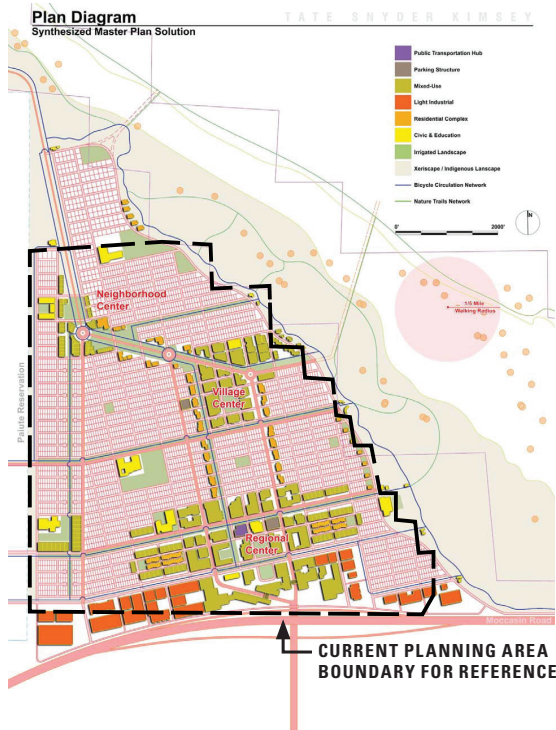 Plan Diagram
TATE SNYDER KIMSEY
Synthesized Master Plan Solution
Public Transportation Hub
Parking Structure
Mixed-Use
Light Industrial
Residential Complex
Civic & Education
Irrigated Landscape
Xeriscape / Indigenous Lanscape
Bicycle Circulation Network
Nature Trails Network
0'
2000'
N
Neighborhood
Center
1/5 Mile
Walking Radius
Paiute Reservation
Village
Center
Regional
Center
Moccasin Road
CURRENT PLANNING AREA
BOUNDARY FOR REFERENCE